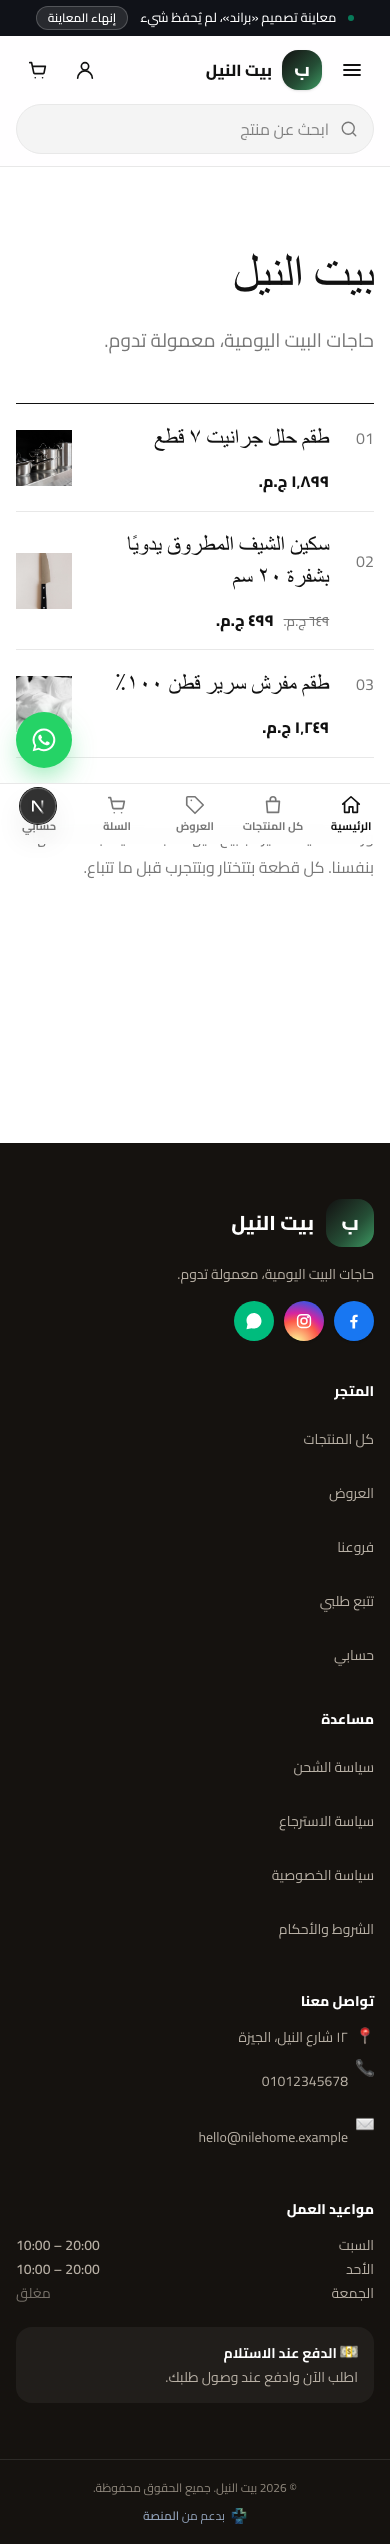 معاينة تصميم «براند»، لم يُحفظ شيء
إنهاء المعاينة
ب
بيت النيل
ابحث عن منتج
بيت النيل
حاجات البيت اليومية، معمولة تدوم.
01
طقم حلل جرانيت ٧ قطع
١٬٨٩٩ ج.م.
02
سكين الشيف المطروق يدويًا
بشفرة ٢٠ سم
٦٤٩ ج.م. ٤٩٩ ج.م.
03
طقم مفرش سرير قطن ١٠٠٪
١٬٢٤٩ ج.م.
الرئيسية
كل المنتجات
العروض
السلة
حسابي
N
بنفسنا. كل قطعة بتتختار وبتتجرب قبل ما تتباع.
ب
بيت النيل
حاجات البيت اليومية، معمولة تدوم.
المتجر
كل المنتجات
العروض
فروعنا
تتبع طلبي
حسابي
مساعدة
سياسة الشحن
سياسة الاسترجاع
سياسة الخصوصية
الشروط والأحكام
تواصل معنا
١٢ شارع النيل، الجيزة
01012345678
hello@nilehome.example
مواعيد العمل
السبت 10:00 – 20:00
الأحد 10:00 – 20:00
الجمعة مغلق
الدفع عند الاستلام
اطلب الآن وادفع عند وصول طلبك.
© 2026 بيت النيل. جميع الحقوق محفوظة.
بدعم من المنصة